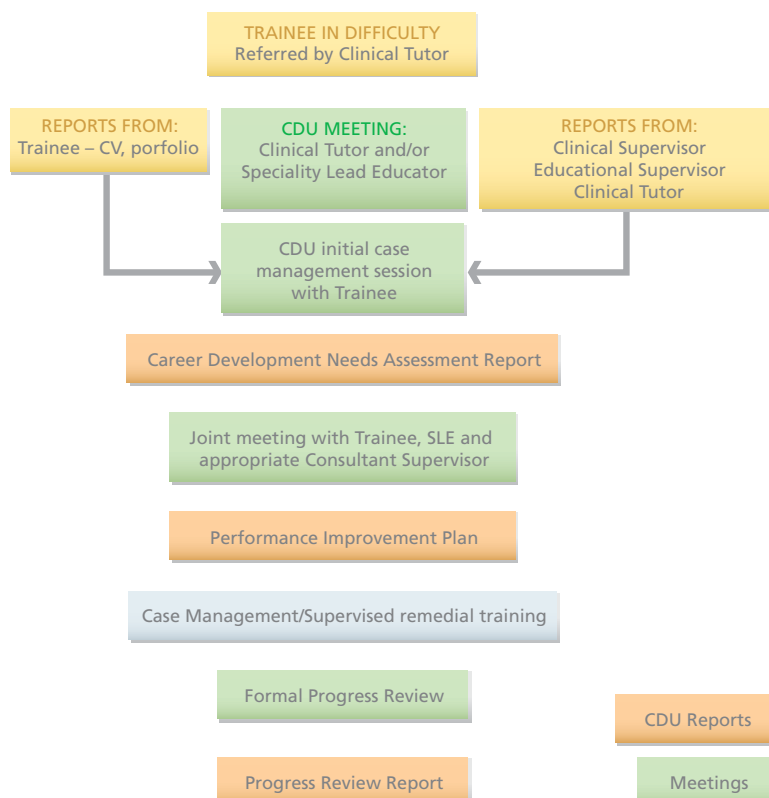 TRAINEE IN DIFFICULTY
Referred by Clinical Tutor
REPORTS FROM:
Trainee – CV, porfolio
CDU MEETING:
Clinical Tutor and/or
Speciality Lead Educator
REPORTS FROM:
Clinical Supervisor
Educational Supervisor
Clinical Tutor
CDU initial case
management session
with Trainee
Career Development Needs Assessment Report
Joint meeting with Trainee, SLE and
appropriate Consultant Supervisor
Performance Improvement Plan
Case Management/Supervised remedial training
Formal Progress Review
CDU Reports
Progress Review Report
Meetings